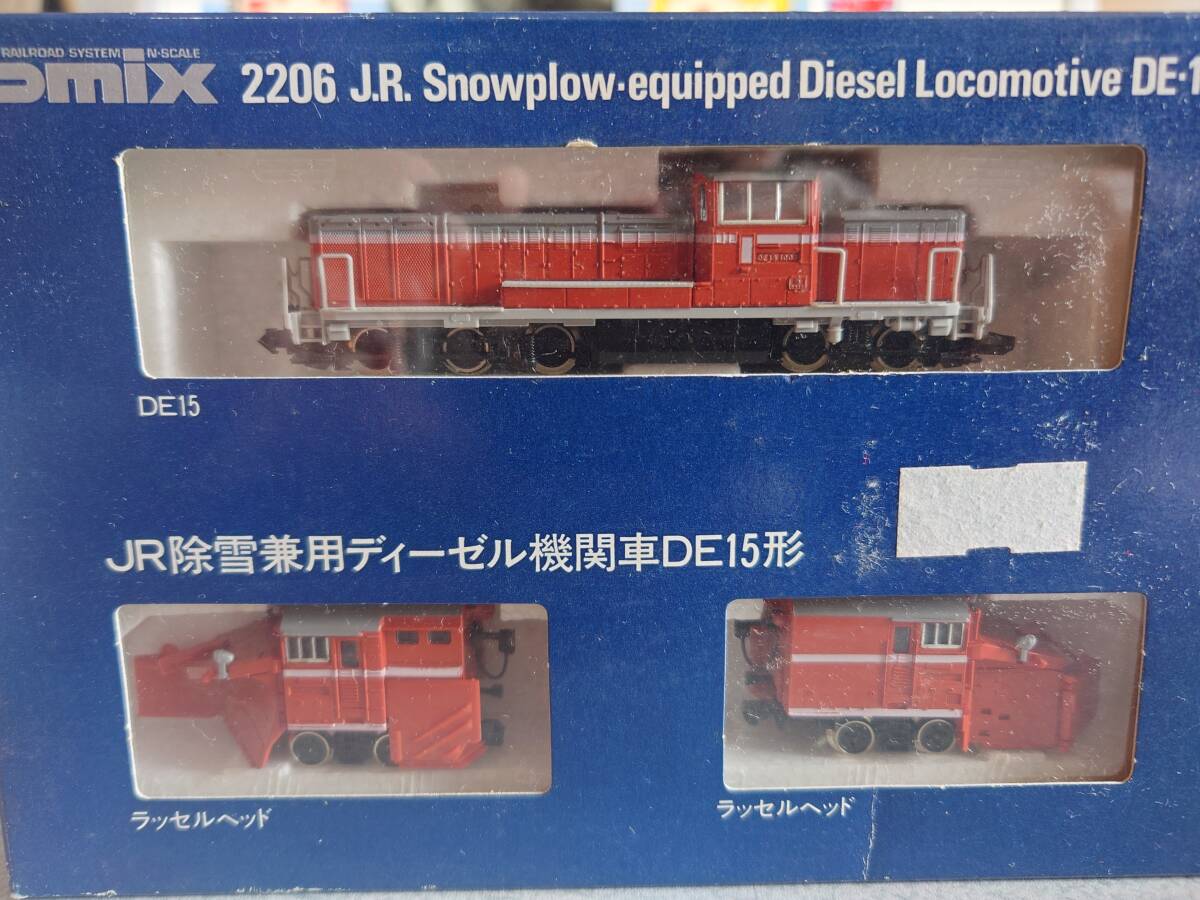 RAILROAD SYSTEM N-SCALE
omix 2206 J.R. Snowplow-equipped Diesel Locomotive DE-1
DE15
JR除雪兼用ディーゼル機関車DE15形
ラッセルヘッド
ラッセルヘッド